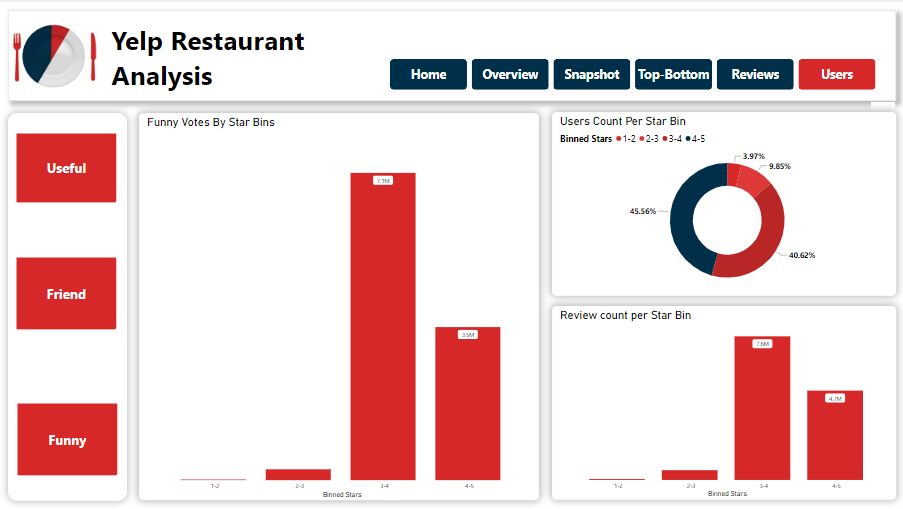 Yelp Restaurant
Analysis
Home
Overview
Snapshot
Top-Bottom
Reviews
Users
Useful
Friend
Funny
Funny Votes By Star Bins
7.1M
3.5M
1-2
2-3
3-4
4-5
Binned Stars
Users Count Per Star Bin
Binned Stars 1-2 2-3 3-4 4-5
3.97%
9.85%
45.56%
40.62%
Review count per Star Bin
7.6M
4.7M
1-2
2-3
3-4
4-5
Binned Stars